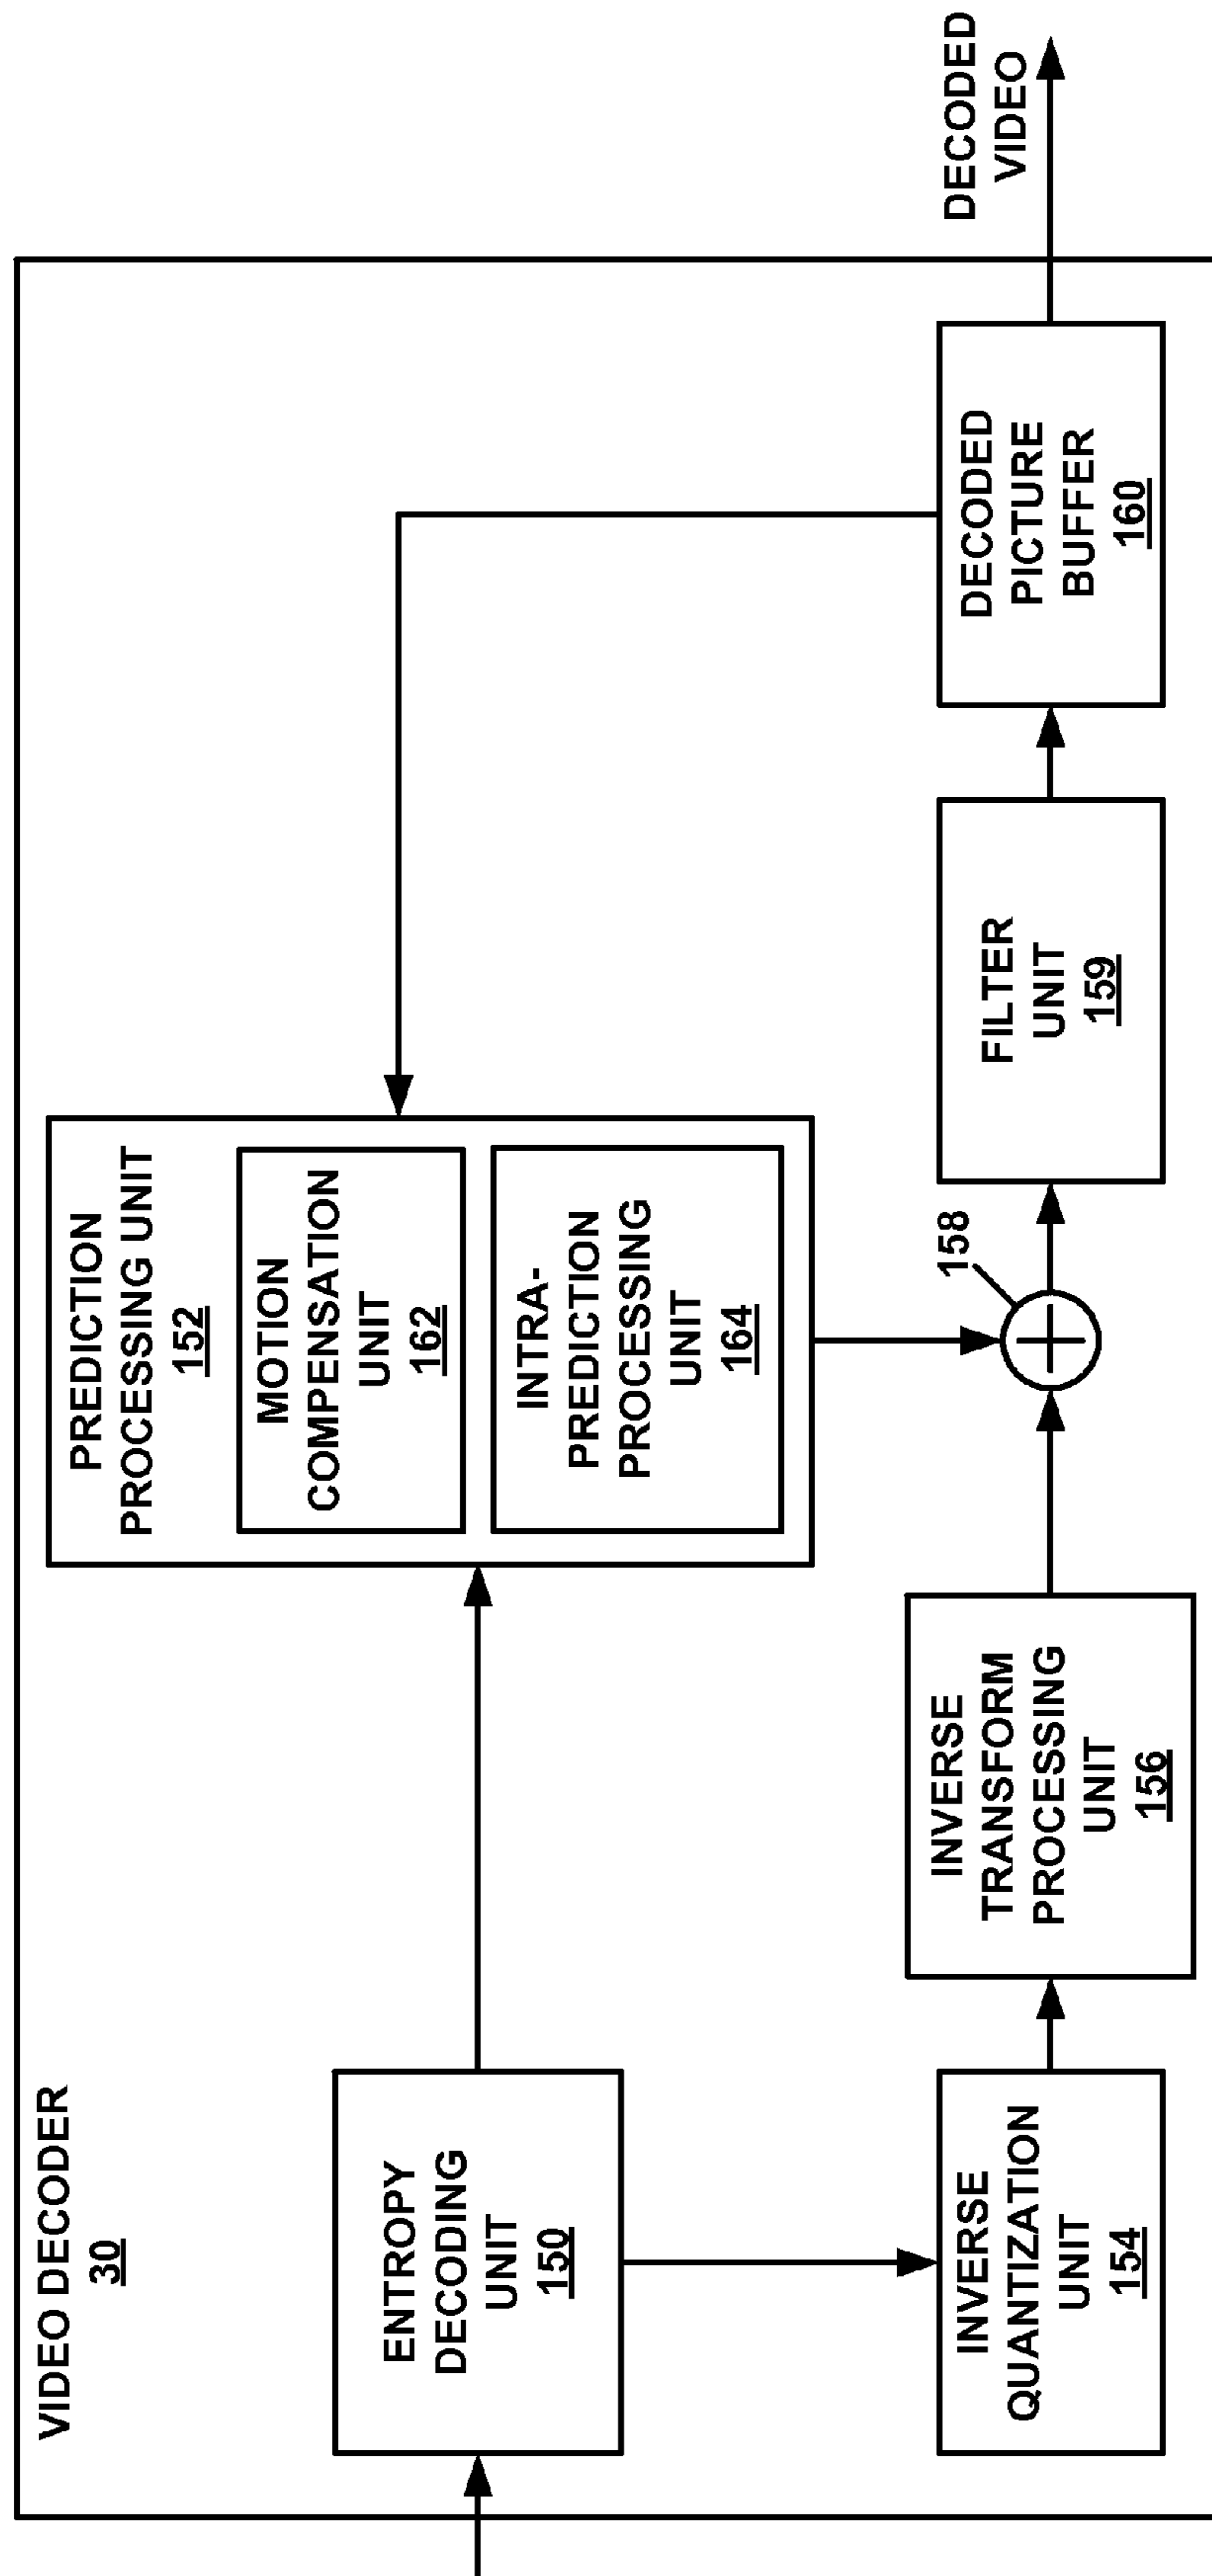 VIDEO DECODER
30
ENTROPY
DECODING
UNIT
150
PREDICTION
PROCESSING UNIT
152
MOTION
COMPENSATION
UNIT
162
INTRA-
PREDICTION
PROCESSING
UNIT
164
INVERSE
QUANTIZATION
UNIT
154
INVERSE
TRANSFORM
PROCESSING
UNIT
156
158
FILTER
UNIT
159
DECODED
PICTURE
BUFFER
160
DECODED
VIDEO